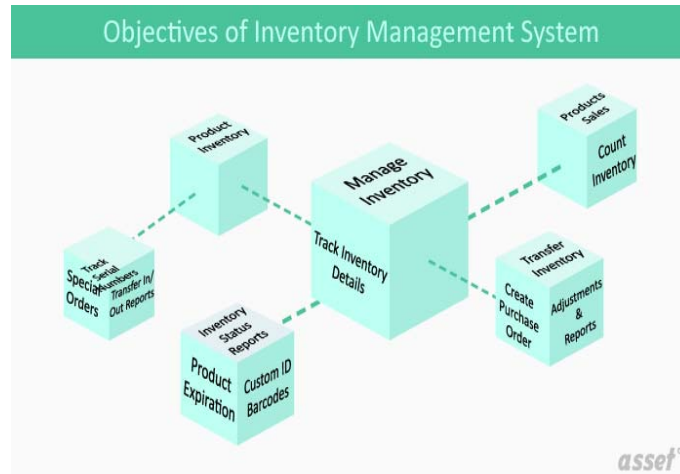 Objectives of Inventory Management System
Product
Inventory
Manage
Inventory
Track Inventory
Details
Products
Sales
Count
Inventory
Track
Serial
Numbers
Special
Orders
Transfer In/
Out Reports
Inventory
Status
Reports
Product
Expiration
Custom ID
Barcodes
Transfer
Inventory
Create
Purchase
Order
Adjustments
&
Reports
asset